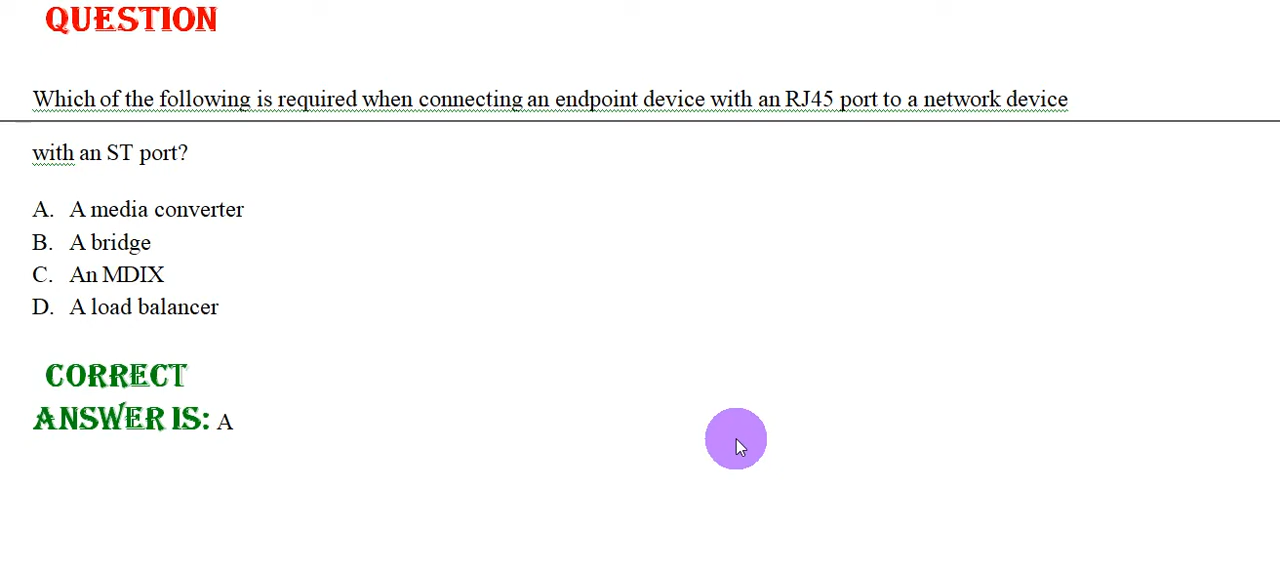 QUESTION
Which of the following is required when connecting an endpoint device with an RJ45 port to a network device
with an ST port?
A. A media converter
B. A bridge
C. An MDIX
D. A load balancer
CORRECT
ANSWER IS: A